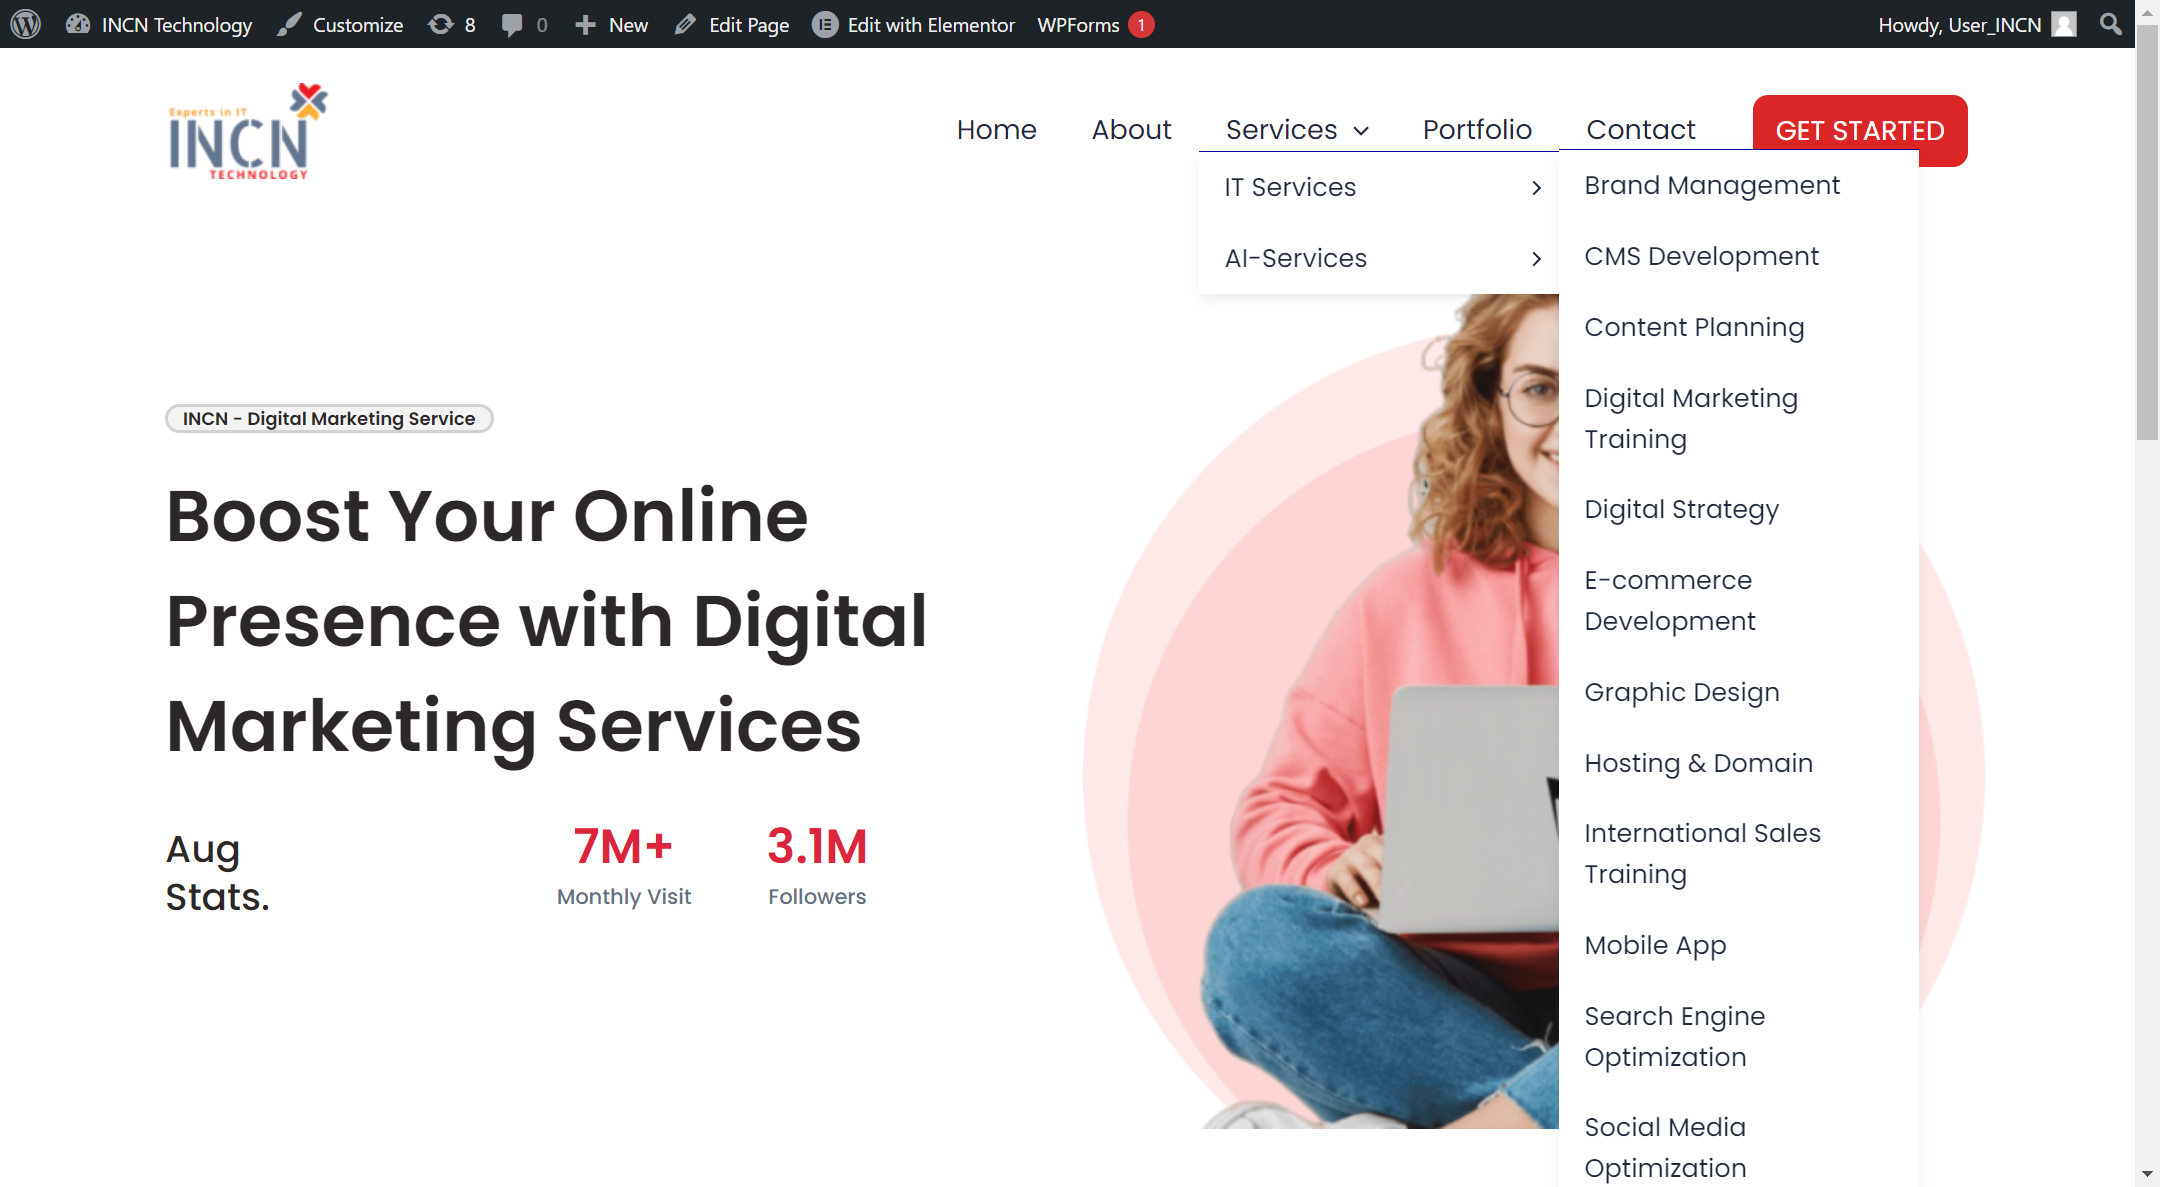 INCN Technology Customize 8 0 New Edit Page Edit with Elementor WPForms 1 Howdy, User_INCN
Experts in IT
INCN
TECHNOLOGY
Home About Services Portfolio Contact GET STARTED
IT Services
AI-Services
Brand Management
CMS Development
Content Planning
Digital Marketing
Training
Digital Strategy
E-commerce
Development
Graphic Design
Hosting & Domain
International Sales
Training
Mobile App
Search Engine
Optimization
Social Media
Optimization
INCN - Digital Marketing Service
Boost Your Online
Presence with Digital
Marketing Services
Aug
Stats.
7M+
Monthly Visit
3.1M
Followers